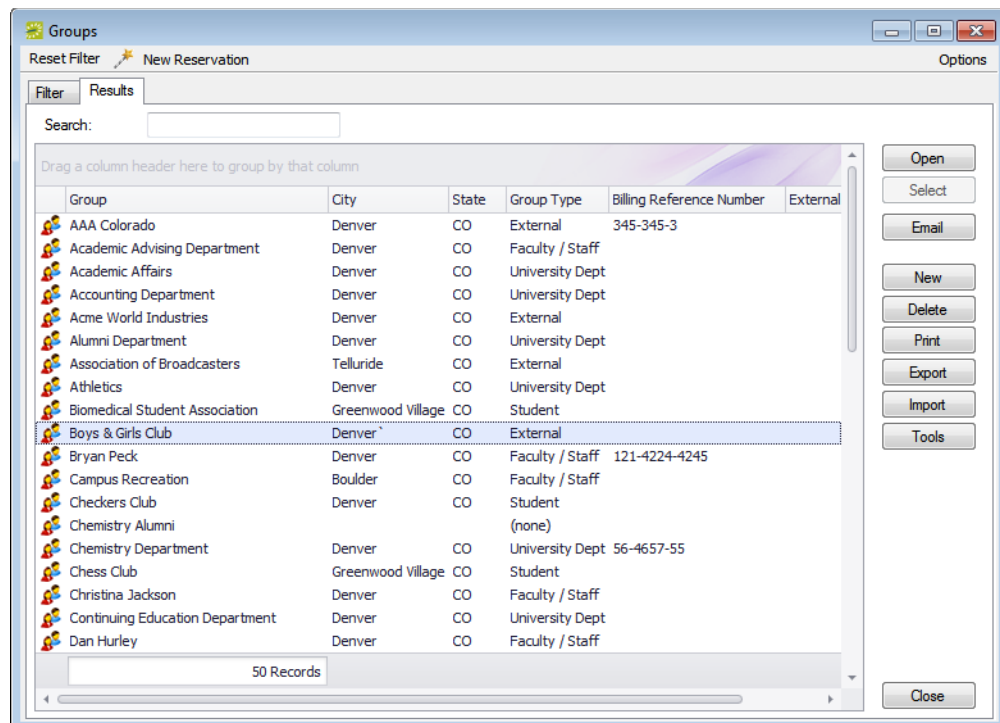 Groups
Reset Filter New Reservation Options
Filter Results
Search:
Drag a column header here to group by that column
Group City State Group Type Billing Reference Number External
AAA Colorado Denver CO External 345-345-3
Academic Advising Department Denver CO Faculty / Staff
Academic Affairs Denver CO University Dept
Accounting Department Denver CO University Dept
Acme World Industries Denver CO External
Alumni Department Denver CO University Dept
Association of Broadcasters Telluride CO External
Athletics Denver CO University Dept
Biomedical Student Association Greenwood Village CO Student
Boys & Girls Club Denver` CO External
Bryan Peck Denver CO Faculty / Staff 121-4224-4245
Campus Recreation Boulder CO Faculty / Staff
Checkers Club Denver CO Student
Chemistry Alumni (none)
Chemistry Department Denver CO University Dept 56-4657-55
Chess Club Greenwood Village CO Student
Christina Jackson Denver CO Faculty / Staff
Continuing Education Department Denver CO University Dept
Dan Hurley Denver CO Faculty / Staff
50 Records
Open
Select
Email
New
Delete
Print
Export
Import
Tools
Close